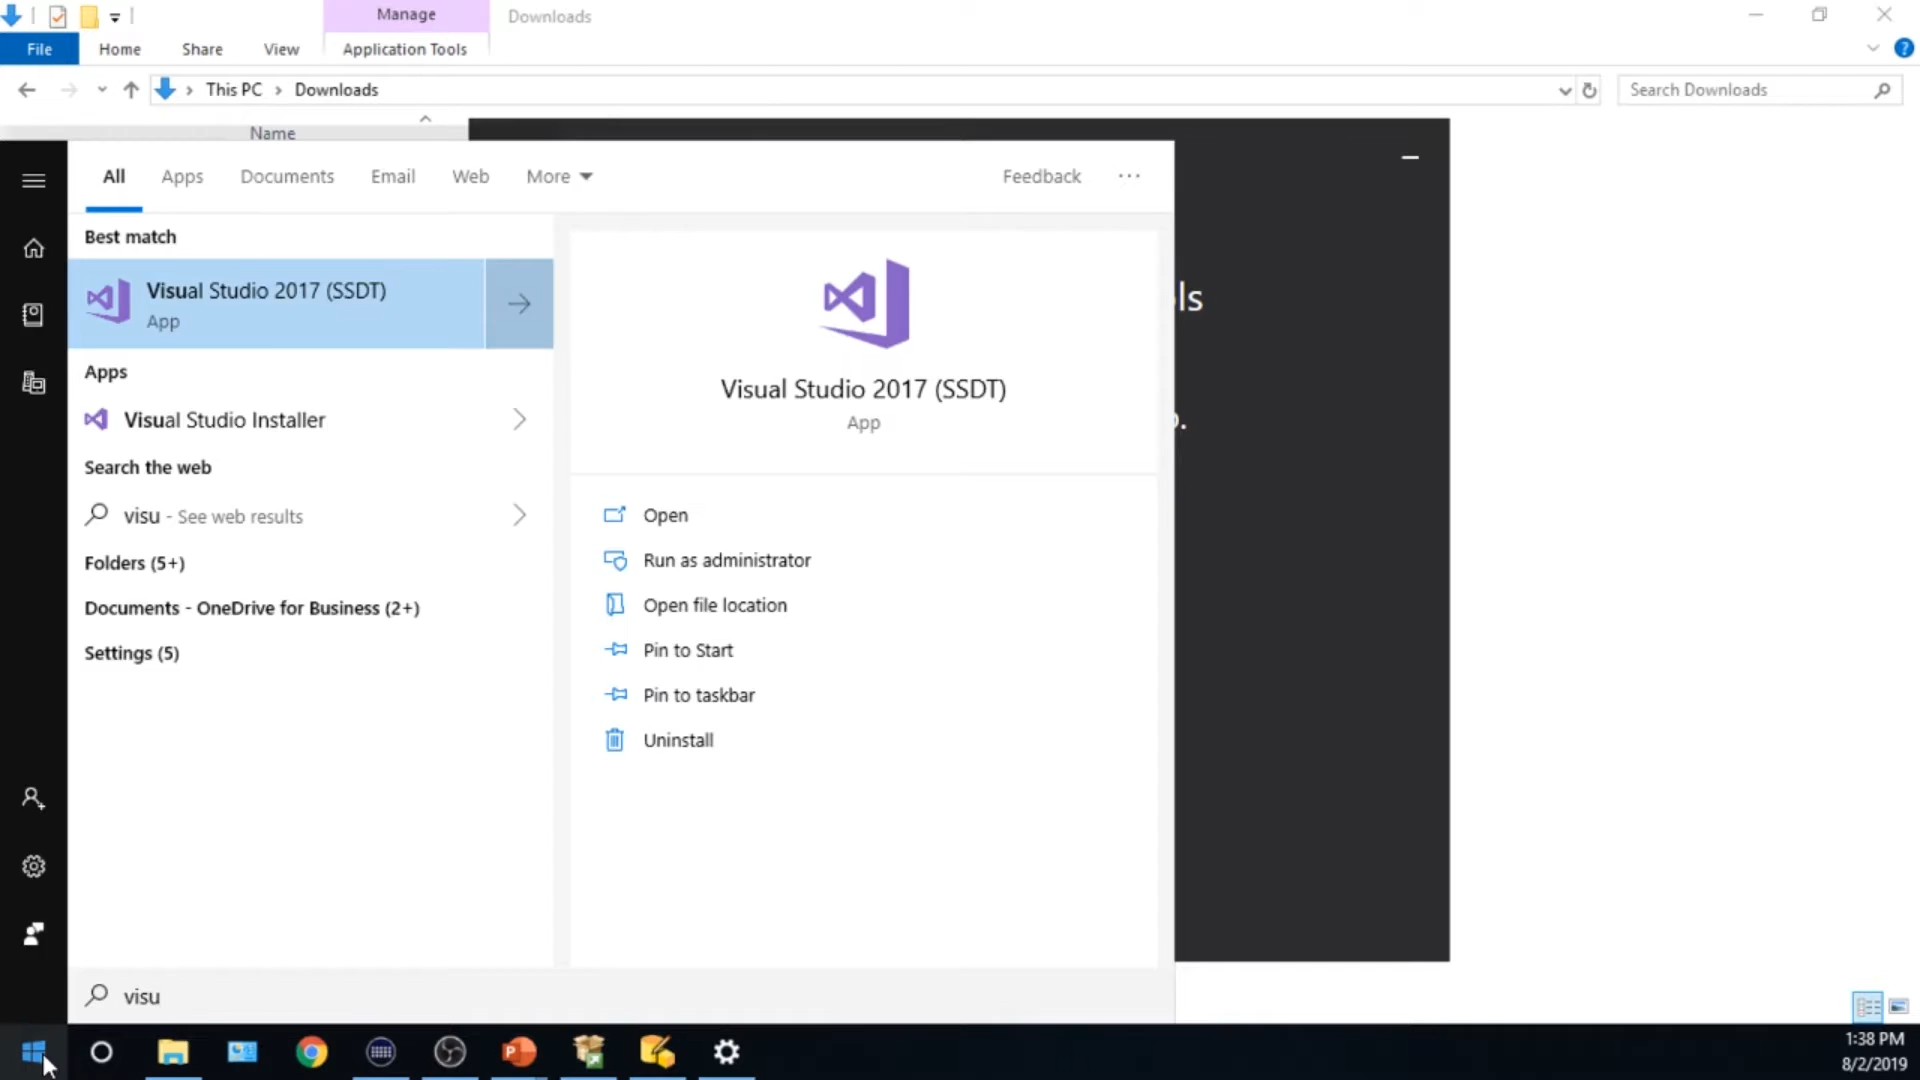 Manage
Downloads
File
Home
Share
View
Application Tools
This PC
Downloads
Search Downloads
Name
All
Apps
Documents
Email
Web
More
Feedback
Best match
Visual Studio 2017 (SSDT)
App
Apps
Visual Studio Installer
Search the web
visu - See web results
Folders (5+)
Documents - OneDrive for Business (2+)
Settings (5)
Visual Studio 2017 (SSDT)
App
Open
Run as administrator
Open file location
Pin to Start
Pin to taskbar
Uninstall
ls
visu
1:38 PM
8/2/2019